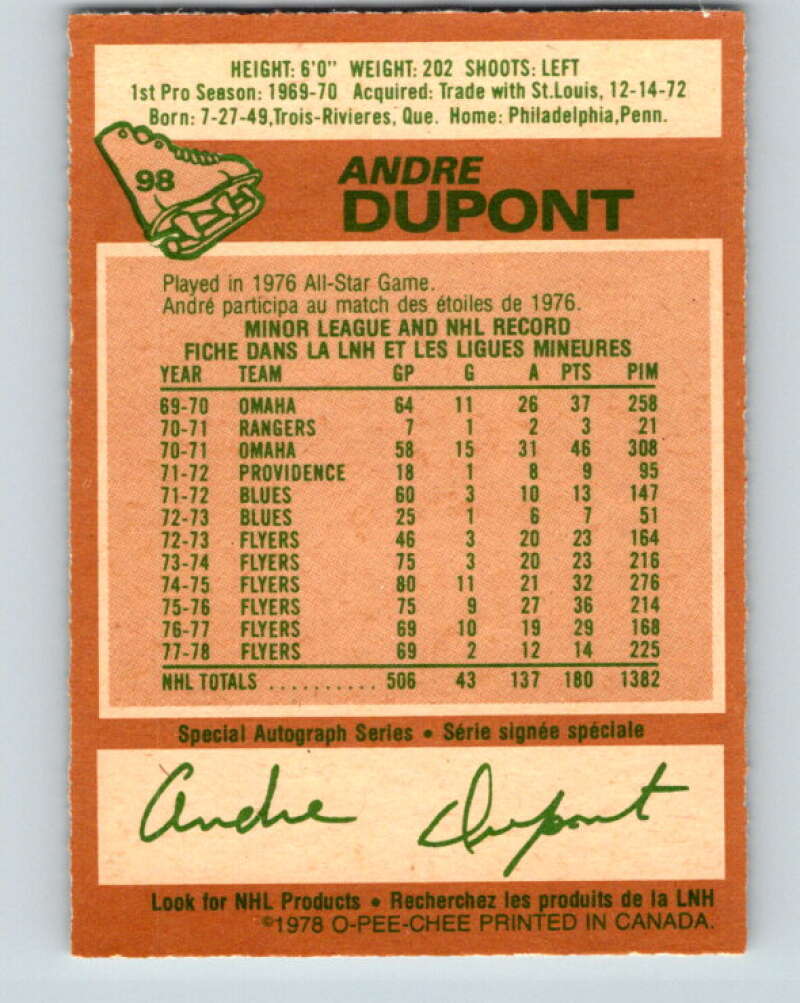 HEIGHT: 6'0" WEIGHT: 202 SHOOTS: LEFT
1st Pro Season: 1969-70 Acquired: Trade with St.Louis, 12-14-72
Born: 7-27-49,Trois-Rivieres, Que. Home: Philadelphia,Penn.
98
ANDRE
DUPONT
Played in 1976 All-Star Game.
André participa au match des étoiles de 1976.
MINOR LEAGUE AND NHL RECORD
FICHE DANS LA LNH ET LES LIGUES MINEURES
YEAR TEAM GP G A PTS PIM
69-70 OMAHA 64 11 26 37 258
70-71 RANGERS 7 1 2 3 21
70-71 OMAHA 58 15 31 46 308
71-72 PROVIDENCE 18 1 8 9 95
71-72 BLUES 60 3 10 13 147
72-73 BLUES 25 1 6 7 51
72-73 FLYERS 46 3 20 23 164
73-74 FLYERS 75 3 20 23 216
74-75 FLYERS 80 11 21 32 276
75-76 FLYERS 75 9 27 36 214
76-77 FLYERS 69 10 19 29 168
77-78 FLYERS 69 2 12 14 225
NHL TOTALS .......... 506 43 137 180 1382
Special Autograph Series • Série signée spéciale
Andre Dupont
Look for NHL Products • Recherchez les produits de la LNH
©1978 O-PEE-CHEE PRINTED IN CANADA.